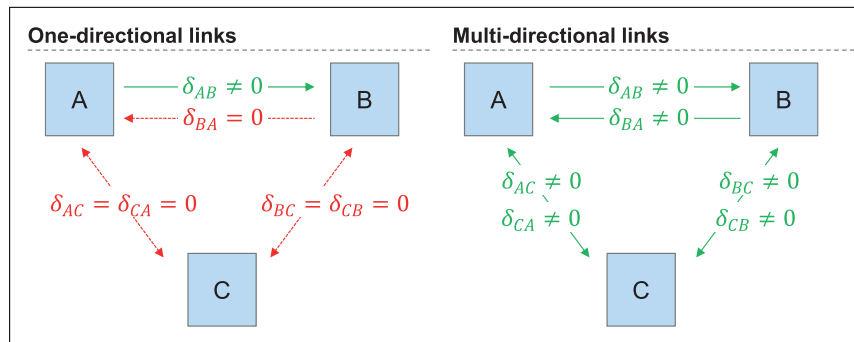 One-directional links
A
δ_AB ≠ 0
δ_BA = 0
B
δ_AC = δ_CA = 0
δ_BC = δ_CB = 0
C
Multi-directional links
A
δ_AB ≠ 0
δ_BA ≠ 0
B
δ_AC ≠ 0
δ_CA ≠ 0
δ_BC ≠ 0
δ_CB ≠ 0
C